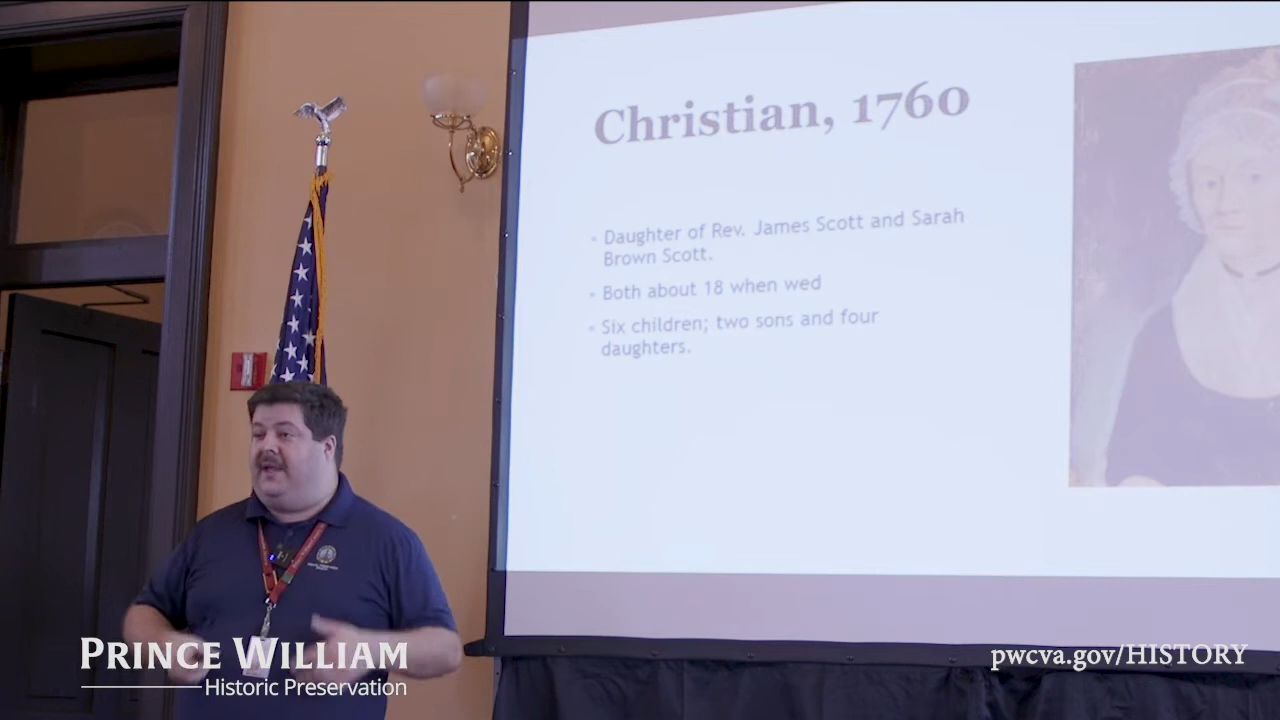 Christian, 1760
• Daughter of Rev. James Scott and Sarah
Brown Scott.
• Both about 18 when wed
• Six children; two sons and four
daughters.
PRINCE WILLIAM
Historic Preservation
pwcva.gov/HISTORY